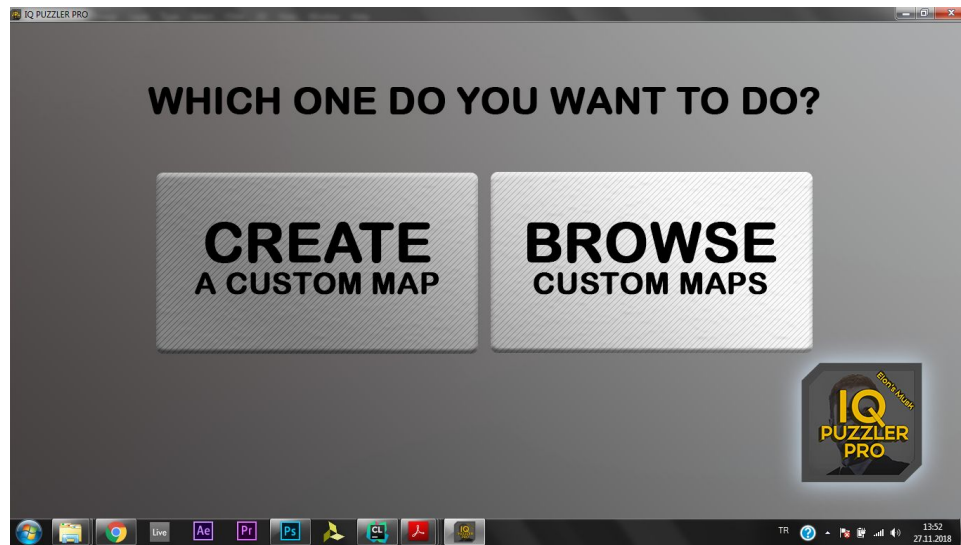 IQ PUZZLER PRO
WHICH ONE DO YOU WANT TO DO?
CREATE
A CUSTOM MAP
BROWSE
CUSTOM MAPS
Elon's Musk
IQ
PUZZLER
PRO
Live
Ae
Pr
Ps
CL
IQ
TR
13:52
27.11.2018